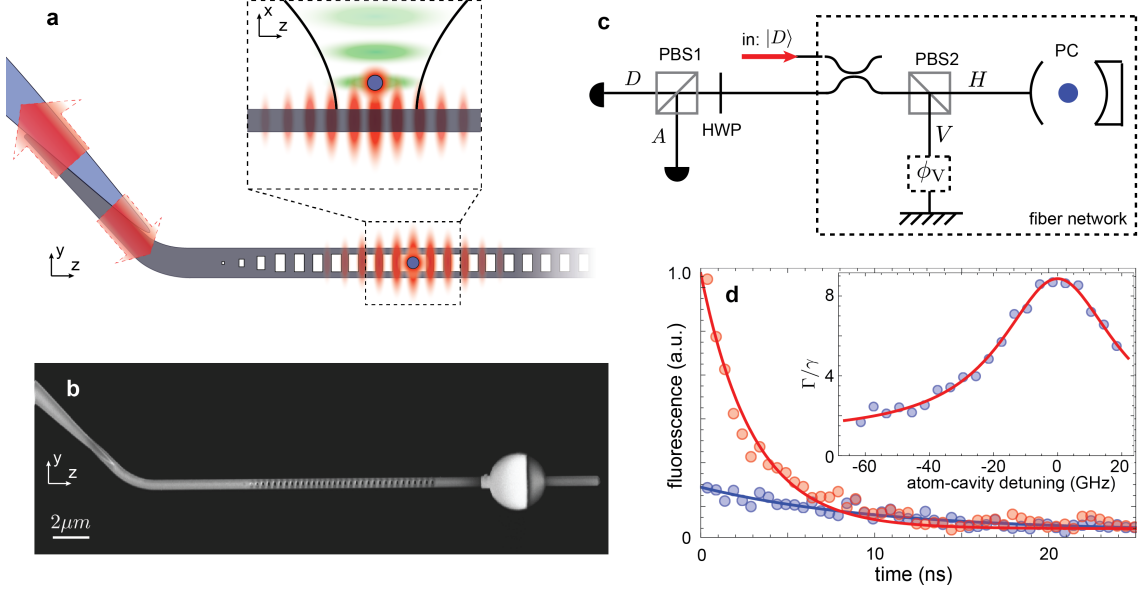 a
x
z
y
z
b
y
z
2μm
c
in: |D⟩
PBS1
PBS2
PC
D
H
HWP
A
V
ϕV
fiber network
d
fluorescence (a.u.)
1.0
0
0
10
20
time (ns)
Γ/γ
8
4
0
-60
-40
-20
0
20
atom-cavity detuning (GHz)